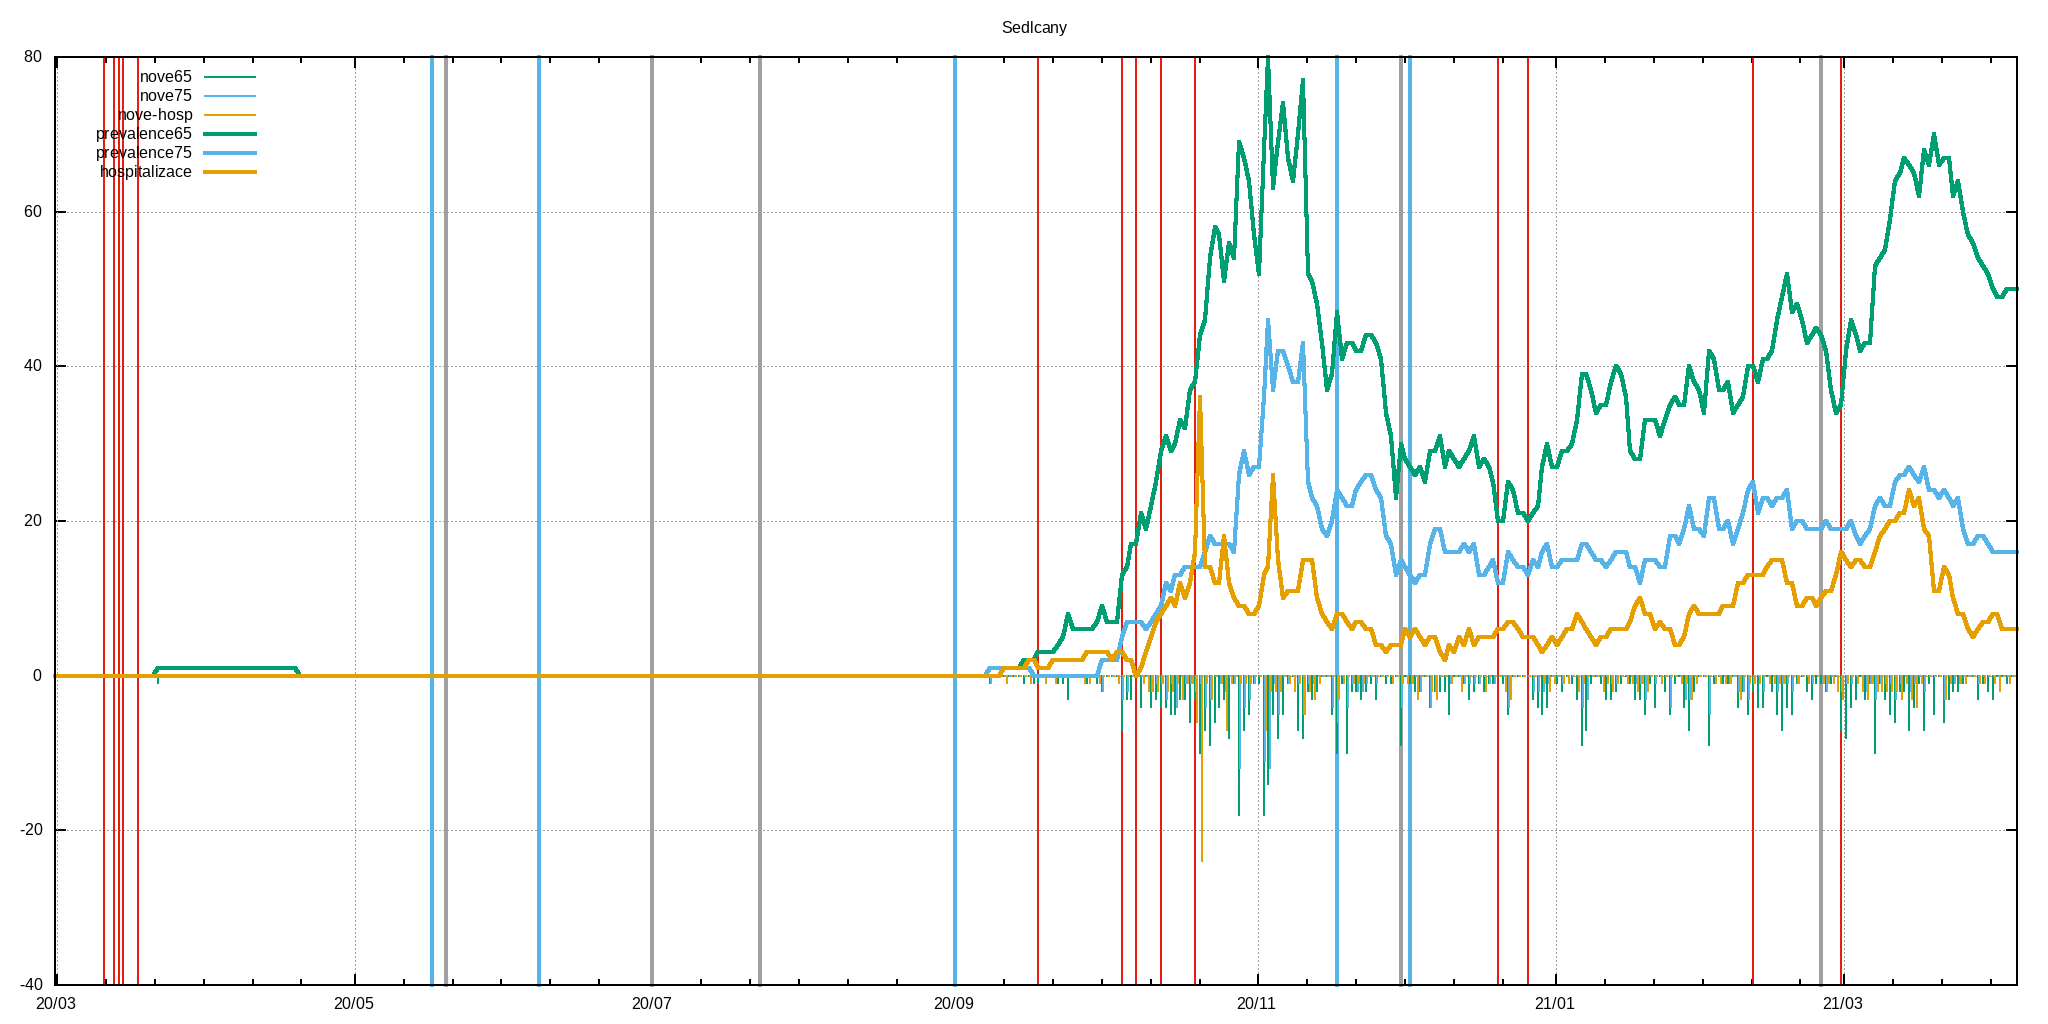 Sedlcany
80
nove65
nove75
nove-hosp
prevalence65
prevalence75
hospitalizace
60
40
20
0
-20
-40
20/03 20/05 20/07 20/09 20/11 21/01 21/03